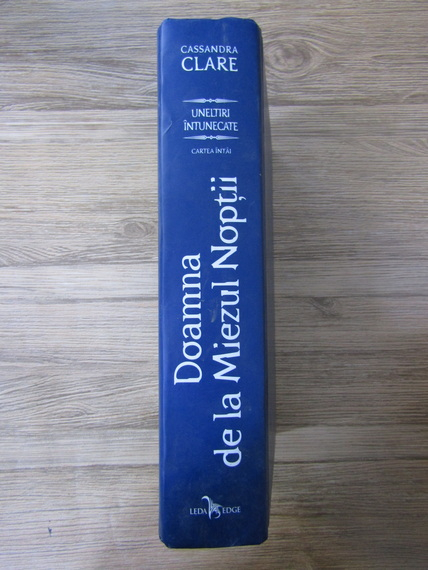 CASSANDRA
CLARE
UNELTIRI
ÎNTUNECATE
CARTEA ÎNTÂI
Doamna
de la Miezul Nopții
LEDA EDGE